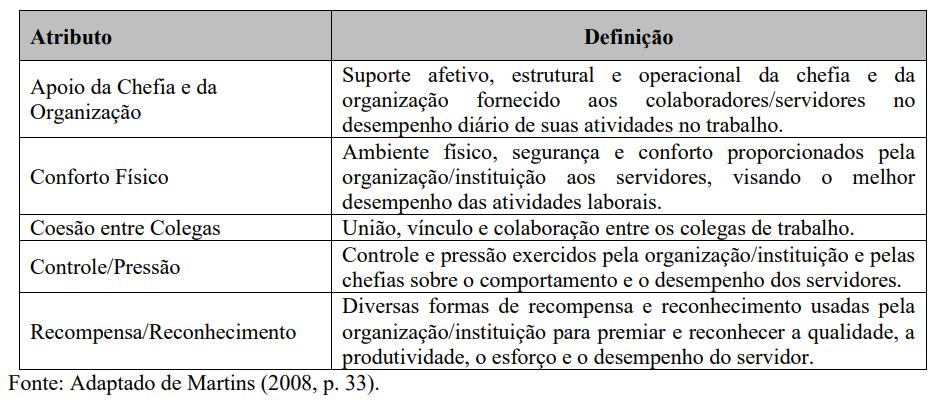 Atributo
Definição
Apoio da Chefia e da
Organização
Suporte afetivo, estrutural e operacional da chefia e da
organização fornecido aos colaboradores/servidores no
desempenho diário de suas atividades no trabalho.
Conforto Físico
Ambiente físico, segurança e conforto proporcionados pela
organização/instituição aos servidores, visando o melhor
desempenho das atividades laborais.
Coesão entre Colegas
União, vínculo e colaboração entre os colegas de trabalho.
Controle/Pressão
Controle e pressão exercidos pela organização/instituição e pelas
chefias sobre o comportamento e o desempenho dos servidores.
Recompensa/Reconhecimento
Diversas formas de recompensa e reconhecimento usadas pela
organização/instituição para premiar e reconhecer a qualidade, a
produtividade, o esforço e o desempenho do servidor.
Fonte: Adaptado de Martins (2008, p. 33).